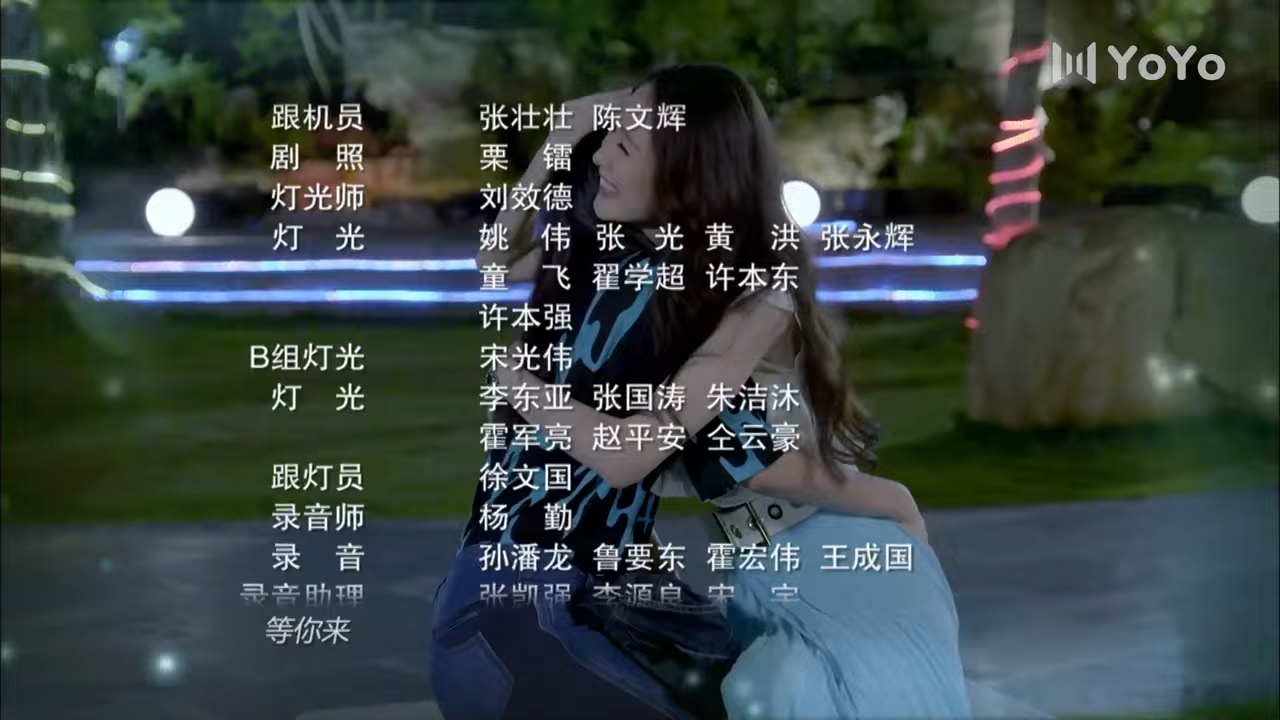 YoYo
跟机员 张壮壮 陈文辉
剧 照 栗 镭
灯光师 刘效德
灯 光 姚 伟 张 光 黄 洪 张永辉
童 飞 翟学超 许本东
许本强
B组灯光 宋光伟
灯 光 李东亚 张国涛 朱洁沐
霍军亮 赵平安 仝云豪
跟灯员 徐文国
录音师 杨 勤
录 音 孙潘龙 鲁要东 霍宏伟 王成国
录音助理 张凯强 李源良 宋 宇
等你来